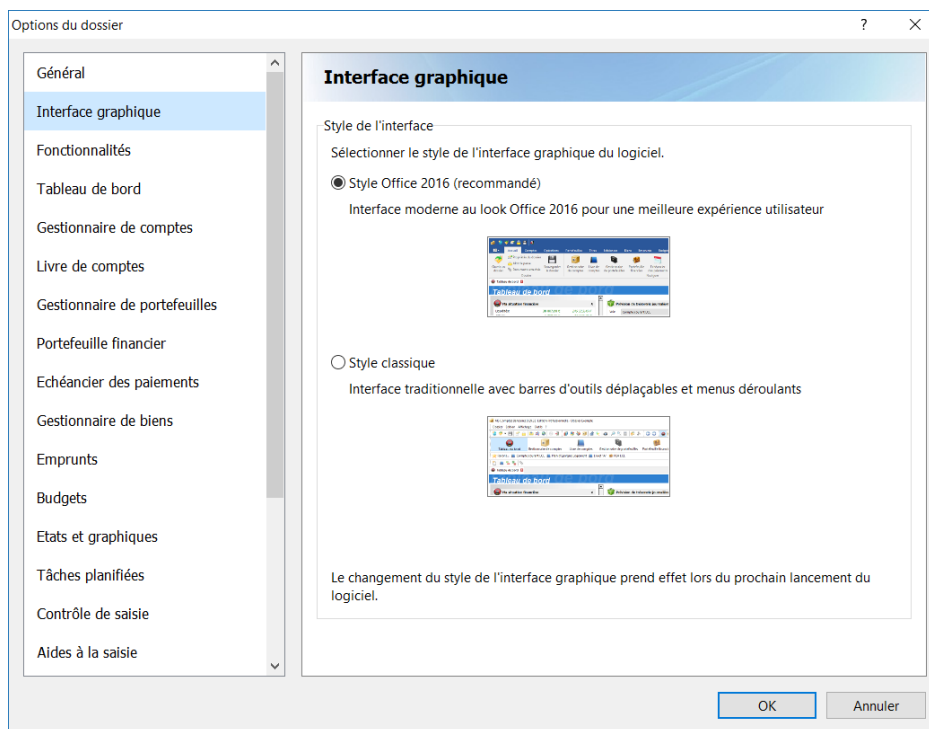 Options du dossier
?
Général
Interface graphique
Fonctionnalités
Tableau de bord
Gestionnaire de comptes
Livre de comptes
Gestionnaire de portefeuilles
Portefeuille financier
Echéancier des paiements
Gestionnaire de biens
Emprunts
Budgets
Etats et graphiques
Tâches planifiées
Contrôle de saisie
Aides à la saisie
Interface graphique
Style de l'interface
Sélectionner le style de l'interface graphique du logiciel.
Style Office 2016 (recommandé)
Interface moderne au look Office 2016 pour une meilleure expérience utilisateur
Tableau de bord
Style classique
Interface traditionnelle avec barres d'outils déplaçables et menus déroulants
Tableau de bord
Le changement du style de l'interface graphique prend effet lors du prochain lancement du
logiciel.
OK
Annuler